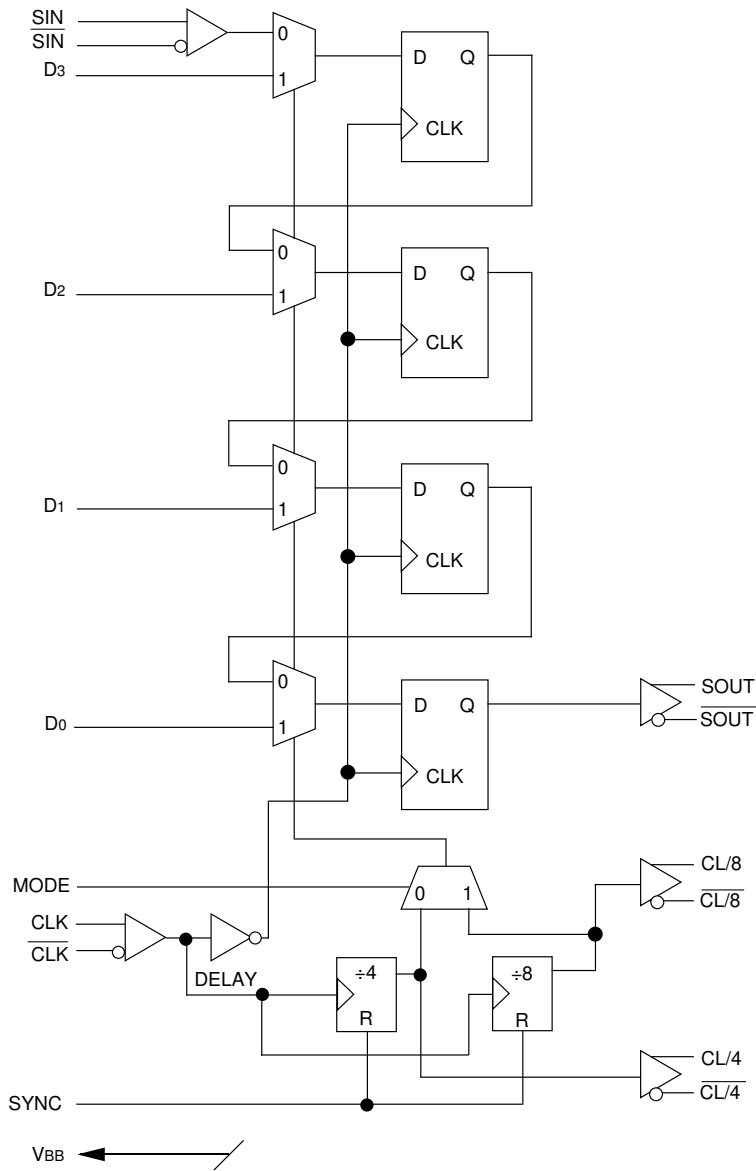 SIN
SIN
D3
0
1
D Q
CLK
D2
0
1
D Q
CLK
D1
0
1
D Q
CLK
D0
0
1
D Q
CLK
SOUT
SOUT
MODE
0 1
CL/8
CL/8
CLK
CLK
DELAY
÷4
R
÷8
R
CL/4
CL/4
SYNC
VBB